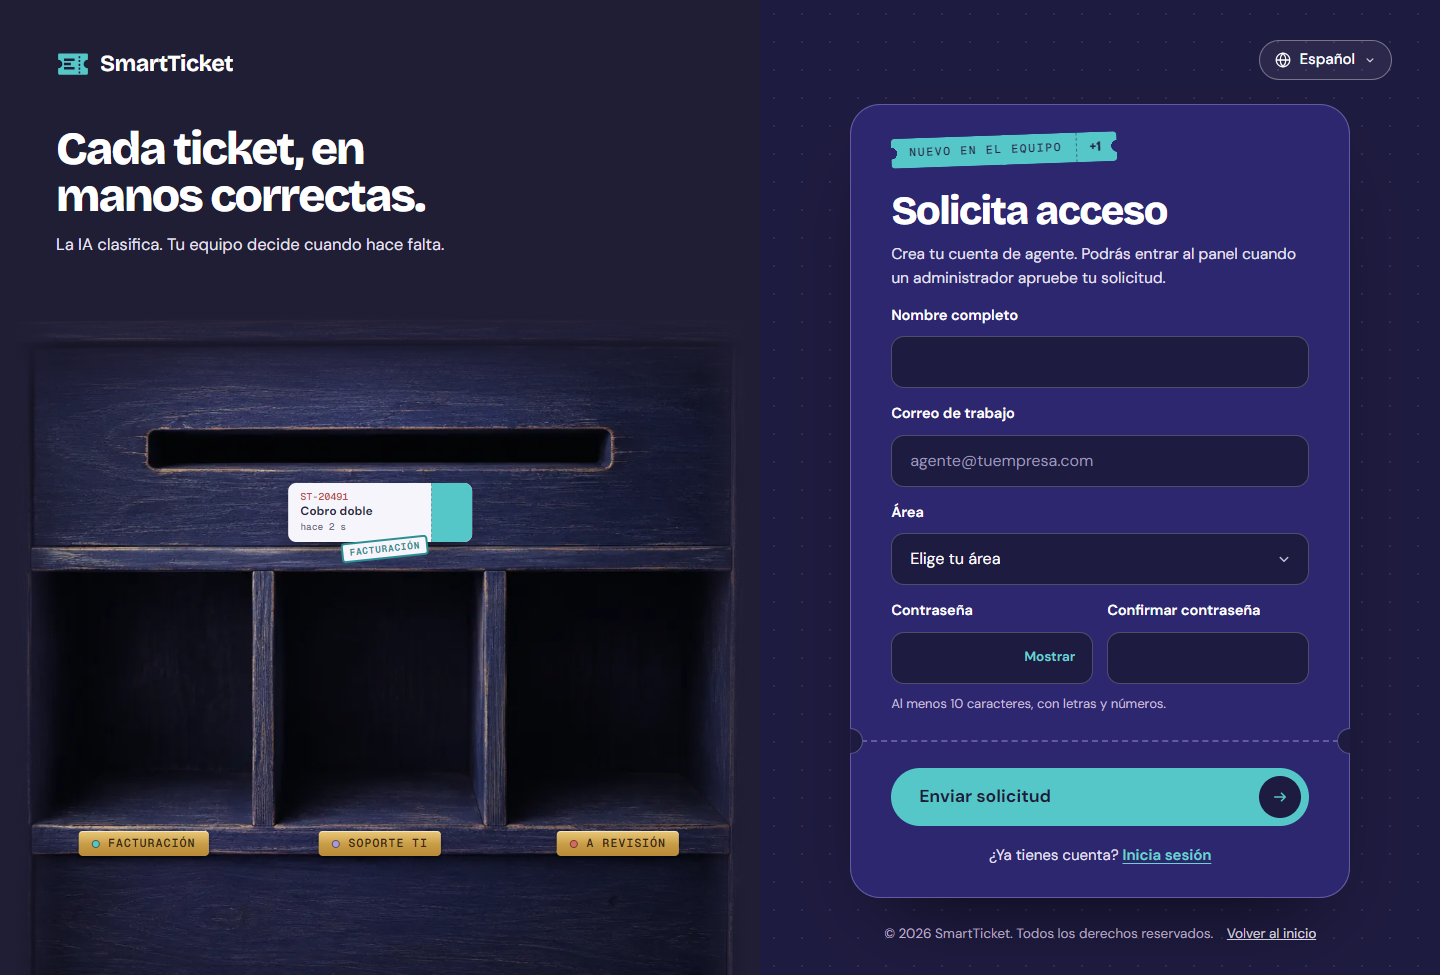 SmartTicket
Cada ticket, en
manos correctas.
La IA clasifica. Tu equipo decide cuando hace falta.
ST-20491
Cobro doble
hace 2 s
FACTURACIÓN
FACTURACIÓN
SOPORTE TI
A REVISIÓN
Español
NUEVO EN EL EQUIPO +1
Solicita acceso
Crea tu cuenta de agente. Podrás entrar al panel cuando
un administrador apruebe tu solicitud.
Nombre completo
Correo de trabajo
agente@tuempresa.com
Área
Elige tu área
Contraseña Confirmar contraseña
Mostrar
Al menos 10 caracteres, con letras y números.
Enviar solicitud
¿Ya tienes cuenta? Inicia sesión
© 2026 SmartTicket. Todos los derechos reservados. Volver al inicio